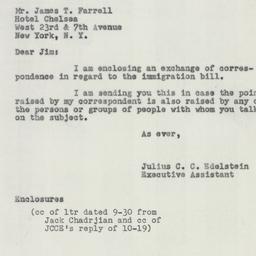 Mr. James T. Farrell
Hotel Chelsea
West 23rd & 7th Avenue
New York, N. Y.
Dear Jim:
I am enclosing an exchange of corres-
pondence in regard to the immigration bill.
I am sending you this in case the poin
raised by my correspondent is also raised by any o
the persons or groups of people with whom you talk
on the subject.
As ever,
Julius C. C. Edelstein
Executive Assistant
Enclosures
(cc of ltr dated 9-30 from
Jack Chadrjian and cc of
JCCE's reply of 10-19)